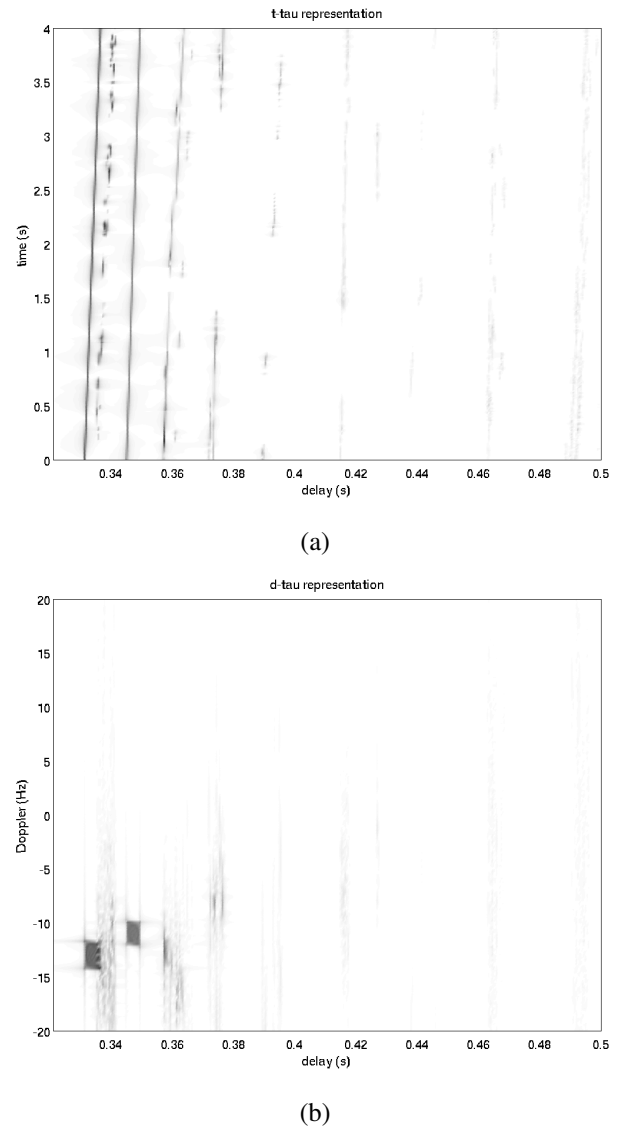 t-tau representation
4
3.5
3
2.5
2
1.5
1
0.5
0
time (s)
0.34 0.36 0.38 0.4 0.42 0.44 0.46 0.48 0.5
delay (s)
(a)
d-tau representation
20
15
10
5
0
-5
-10
-15
-20
Doppler (Hz)
0.34 0.36 0.38 0.4 0.42 0.44 0.46 0.48 0.5
delay (s)
(b)